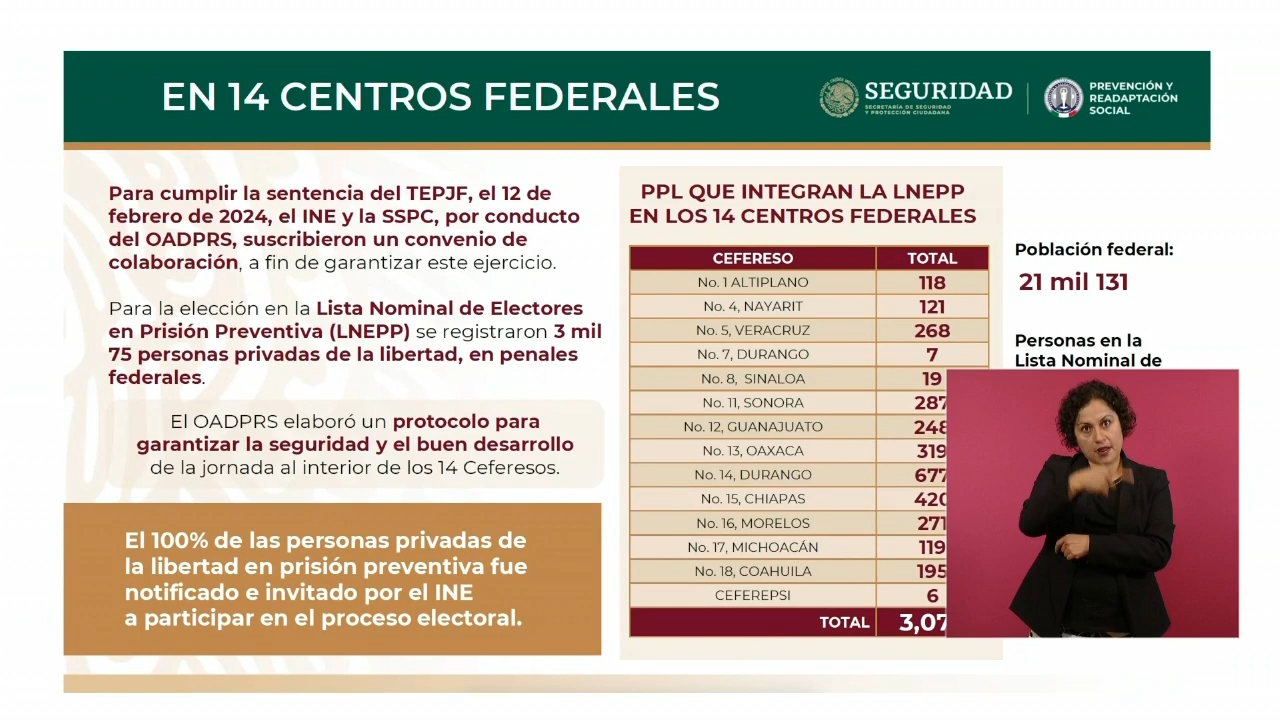 EN 14 CENTROS FEDERALES
SEGURIDAD
SECRETARÍA DE SEGURIDAD
Y PROTECCIÓN CIUDADANA
PREVENCIÓN Y
READAPTACIÓN
SOCIAL
Para cumplir la sentencia del TEPJF, el 12 de
febrero de 2024, el INE y la SSPC, por conducto
del OADPRS, suscribieron un convenio de
colaboración, a fin de garantizar este ejercicio.
Para la elección en la Lista Nominal de Electores
en Prisión Preventiva (LNEPP) se registraron 3 mil
75 personas privadas de la libertad, en penales
federales.
El OADPRS elaboró un protocolo para
garantizar la seguridad y el buen desarrollo
de la jornada al interior de los 14 Ceferesos.
El 100% de las personas privadas de
la libertad en prisión preventiva fue
notificado e invitado por el INE
a participar en el proceso electoral.
PPL QUE INTEGRAN LA LNEPP
EN LOS 14 CENTROS FEDERALES
CEFERESO TOTAL
No. 1 ALTIPLANO 118
No. 4, NAYARIT 121
No. 5, VERACRUZ 268
No. 7, DURANGO 7
No. 8, SINALOA 19
No. 11, SONORA 287
No. 12, GUANAJUATO 248
No. 13, OAXACA 319
No. 14, DURANGO 677
No. 15, CHIAPAS 420
No. 16, MORELOS 271
No. 17, MICHOACÁN 119
No. 18, COAHUILA 195
CEFEREPSI 6
TOTAL 3,07
Población federal:
21 mil 131
Personas en la
Lista Nominal de